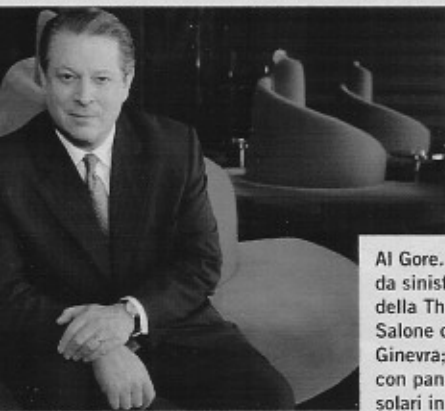 Al Gore.
da sinist
della Th
Salone d
Ginevra;
con pan
solari in